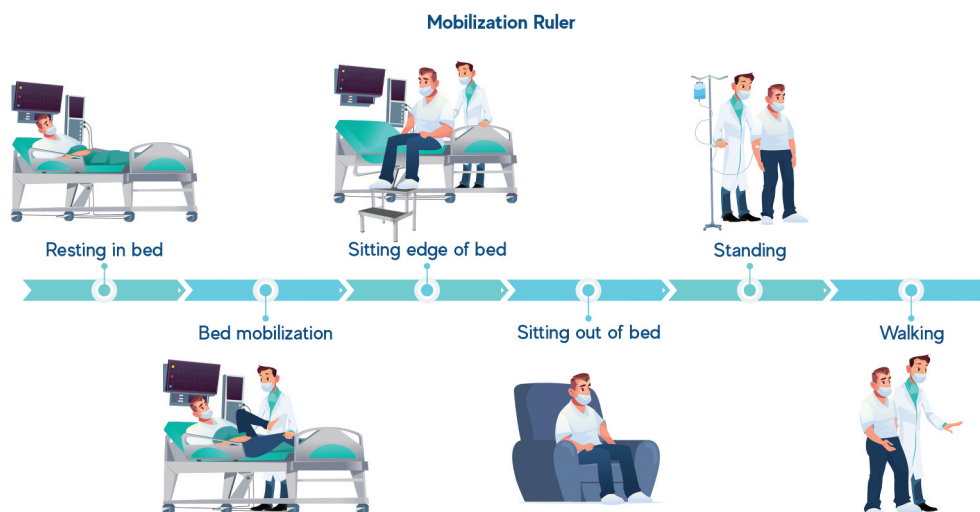 Mobilization Ruler
Resting in bed
Sitting edge of bed
Standing
Bed mobilization
Sitting out of bed
Walking